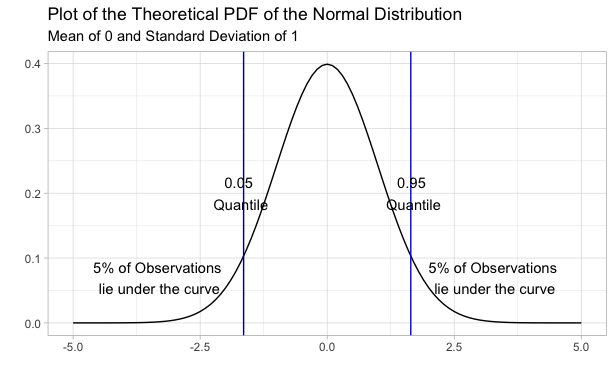 Plot of the Theoretical PDF of the Normal Distribution
Mean of 0 and Standard Deviation of 1
0.4
0.3
0.2
0.1
0.0
0.05
Quantile
0.95
Quantile
5% of Observations
lie under the curve
5% of Observations
lie under the curve
-5.0
-2.5
0.0
2.5
5.0